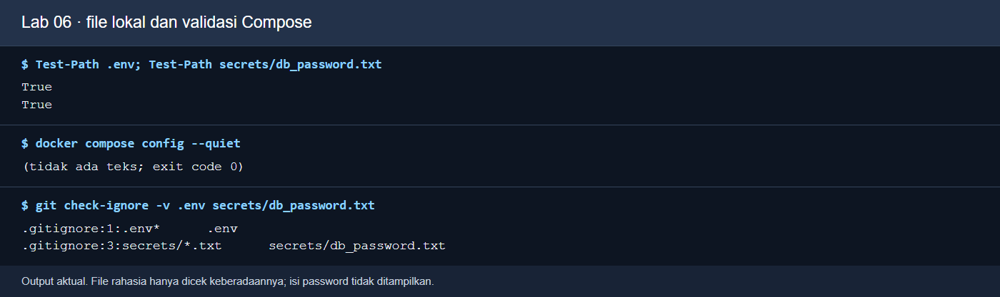 Lab 06 · file lokal dan validasi Compose
$ Test-Path .env; Test-Path secrets/db_password.txt
True
True
$ docker compose config --quiet
(tidak ada teks; exit code 0)
$ git check-ignore -v .env secrets/db_password.txt
.gitignore:1:.env*      .env
.gitignore:3:secrets/*.txt      secrets/db_password.txt
Output aktual. File rahasia hanya dicek keberadaannya; isi password tidak ditampilkan.